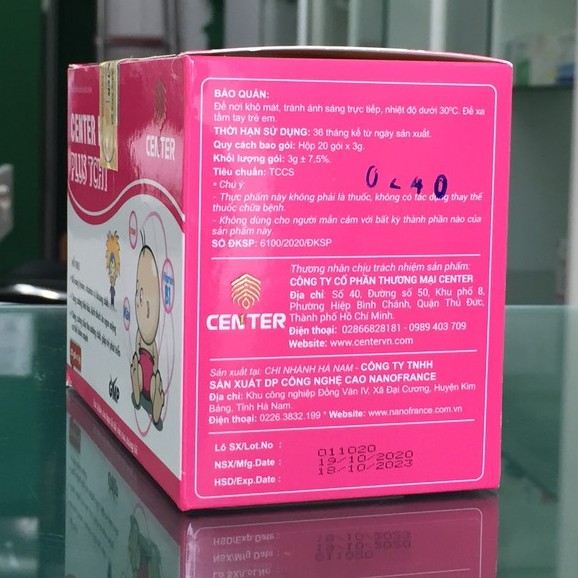 CENTER
PLUS TCH
CENTER
BẢO QUẢN:
Để nơi khô mát, tránh ánh sáng trực tiếp, nhiệt độ dưới 30ºC. Để xa
tầm tay trẻ em.
THỜI HẠN SỬ DỤNG: 36 tháng kể từ ngày sản xuất.
Quy cách bao gói: Hộp 20 gói x 3g.
Khối lượng gói: 3g ± 7,5%.
Tiêu chuẩn: TCCS
* Chú ý:
- Thực phẩm này không phải là thuốc, không có tác dụng thay thế
thuốc chữa bệnh.
- Không dùng cho người mẫn cảm với bất kỳ thành phần nào của
sản phẩm này.
SỐ ĐKSP: 6100/2020/ĐKSP
CENTER
Thương nhân chịu trách nhiệm sản phẩm:
CÔNG TY CỔ PHẦN THƯƠNG MẠI CENTER
Địa chỉ: Số 40, Đường số 50, Khu phố 8,
Phường Hiệp Bình Chánh, Quận Thủ Đức,
Thành phố Hồ Chí Minh.
Điện thoại: 02866828181 - 0989 403 709
Website: www.centervn.com
Sản xuất tại: CHI NHÁNH HÀ NAM - CÔNG TY TNHH
SẢN XUẤT DP CÔNG NGHỆ CAO NANOFRANCE
Địa chỉ: Khu công nghiệp Đồng Văn IV, Xã Đại Cương, Huyện Kim
Bảng, Tỉnh Hà Nam.
Điện thoại: 0226.3832.199 * Website: www.nanofrance.com.vn
Lô SX/Lot.No : 011020
NSX/Mfg.Date : 19/10/2020
HSD/Exp.Date : 18/10/2023